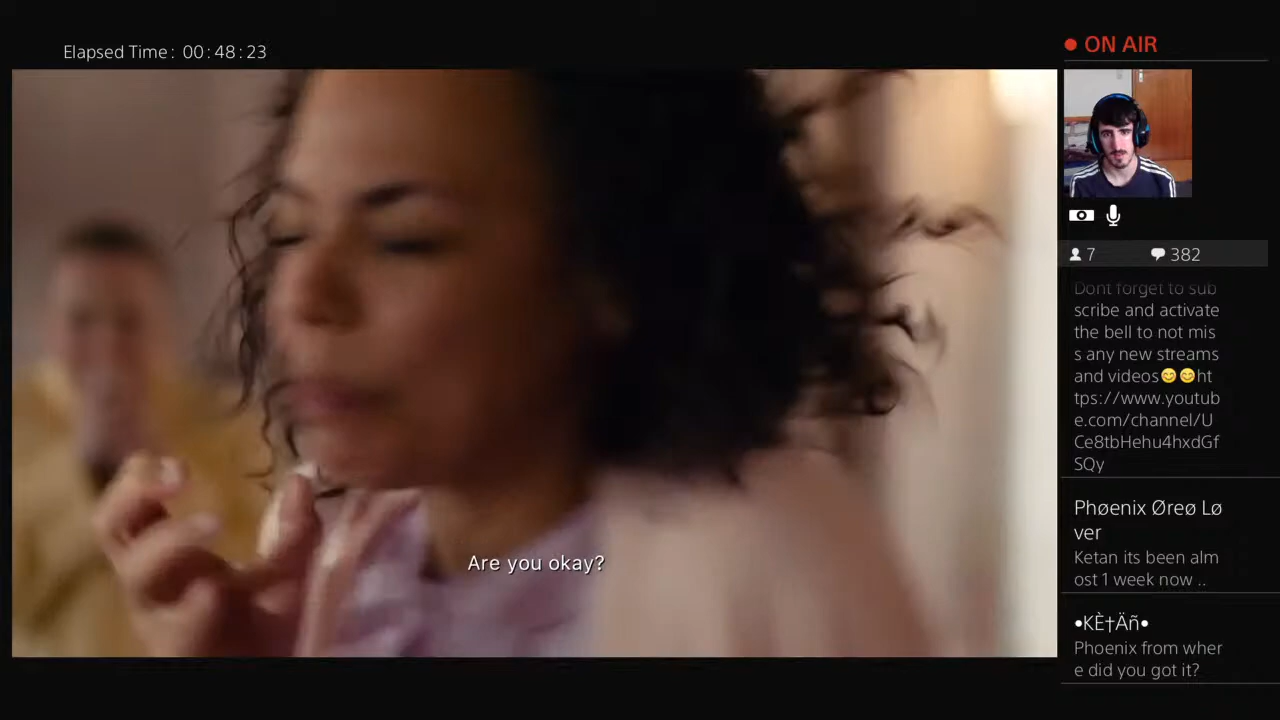 Elapsed Time: 00:48:23
ON AIR
7 382
Dont forget to sub
scribe and activate
the bell to not mis
s any new streams
and videos😊😊ht
tps://www.youtub
e.com/channel/U
Ce8tbHehu4hxdGf
SQy
Phøenix Øreø Lø
ver
Ketan its been alm
ost 1 week now ..
•KÈ†Äñ•
Phoenix from wher
e did you got it?
Are you okay?